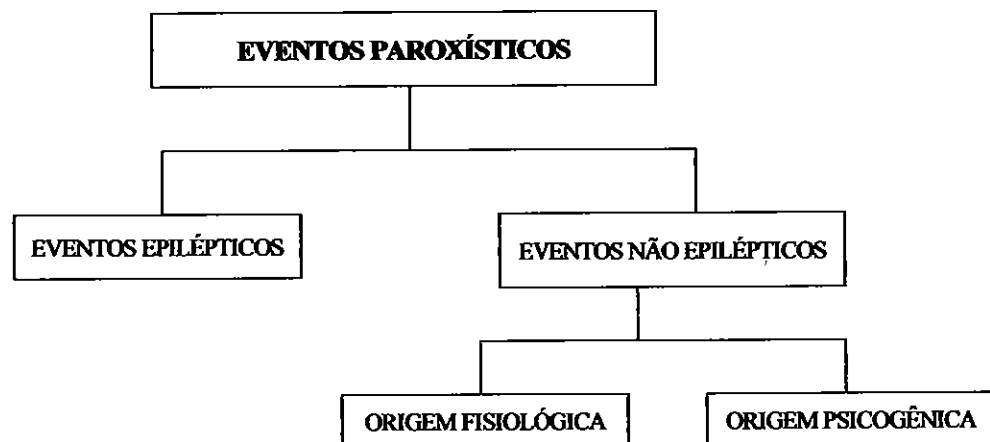 EVENTOS PAROXÍSTICOS
EVENTOS EPILÉPTICOS
EVENTOS NÃO EPILÉPTICOS
ORIGEM FISIOLÓGICA
ORIGEM PSICOGÊNICA